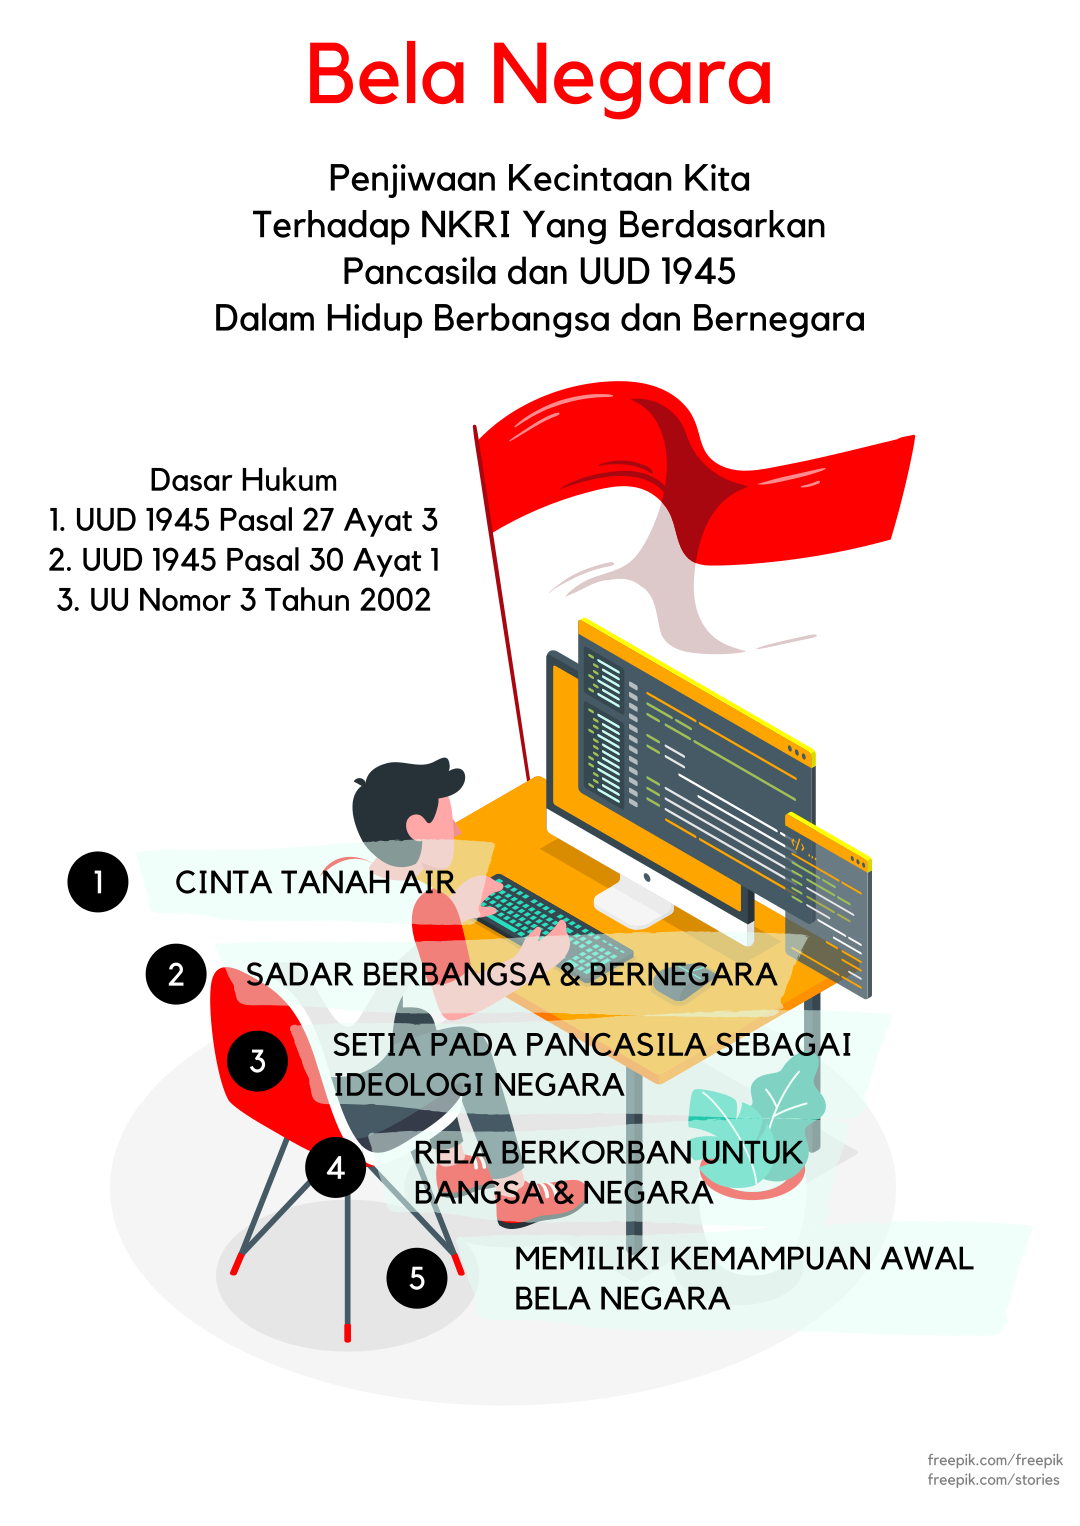 Bela Negara
Penjiwaan Kecintaan Kita
Terhadap NKRI Yang Berdasarkan
Pancasila dan UUD 1945
Dalam Hidup Berbangsa dan Bernegara
Dasar Hukum
1. UUD 1945 Pasal 27 Ayat 3
2. UUD 1945 Pasal 30 Ayat 1
3. UU Nomor 3 Tahun 2002
1 CINTA TANAH AIR
2 SADAR BERBANGSA & BERNEGARA
3 SETIA PADA PANCASILA SEBAGAI
IDEOLOGI NEGARA
4 RELA BERKORBAN UNTUK
BANGSA & NEGARA
5 MEMILIKI KEMAMPUAN AWAL
BELA NEGARA
freepik.com/freepik
freepik.com/stories